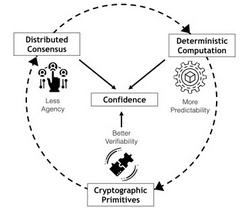 Distributed
Consensus
Deterministic
Computation
Less
Agency
Confidence
More
Predictability
Better
Verifiability
Cryptographic
Primitives